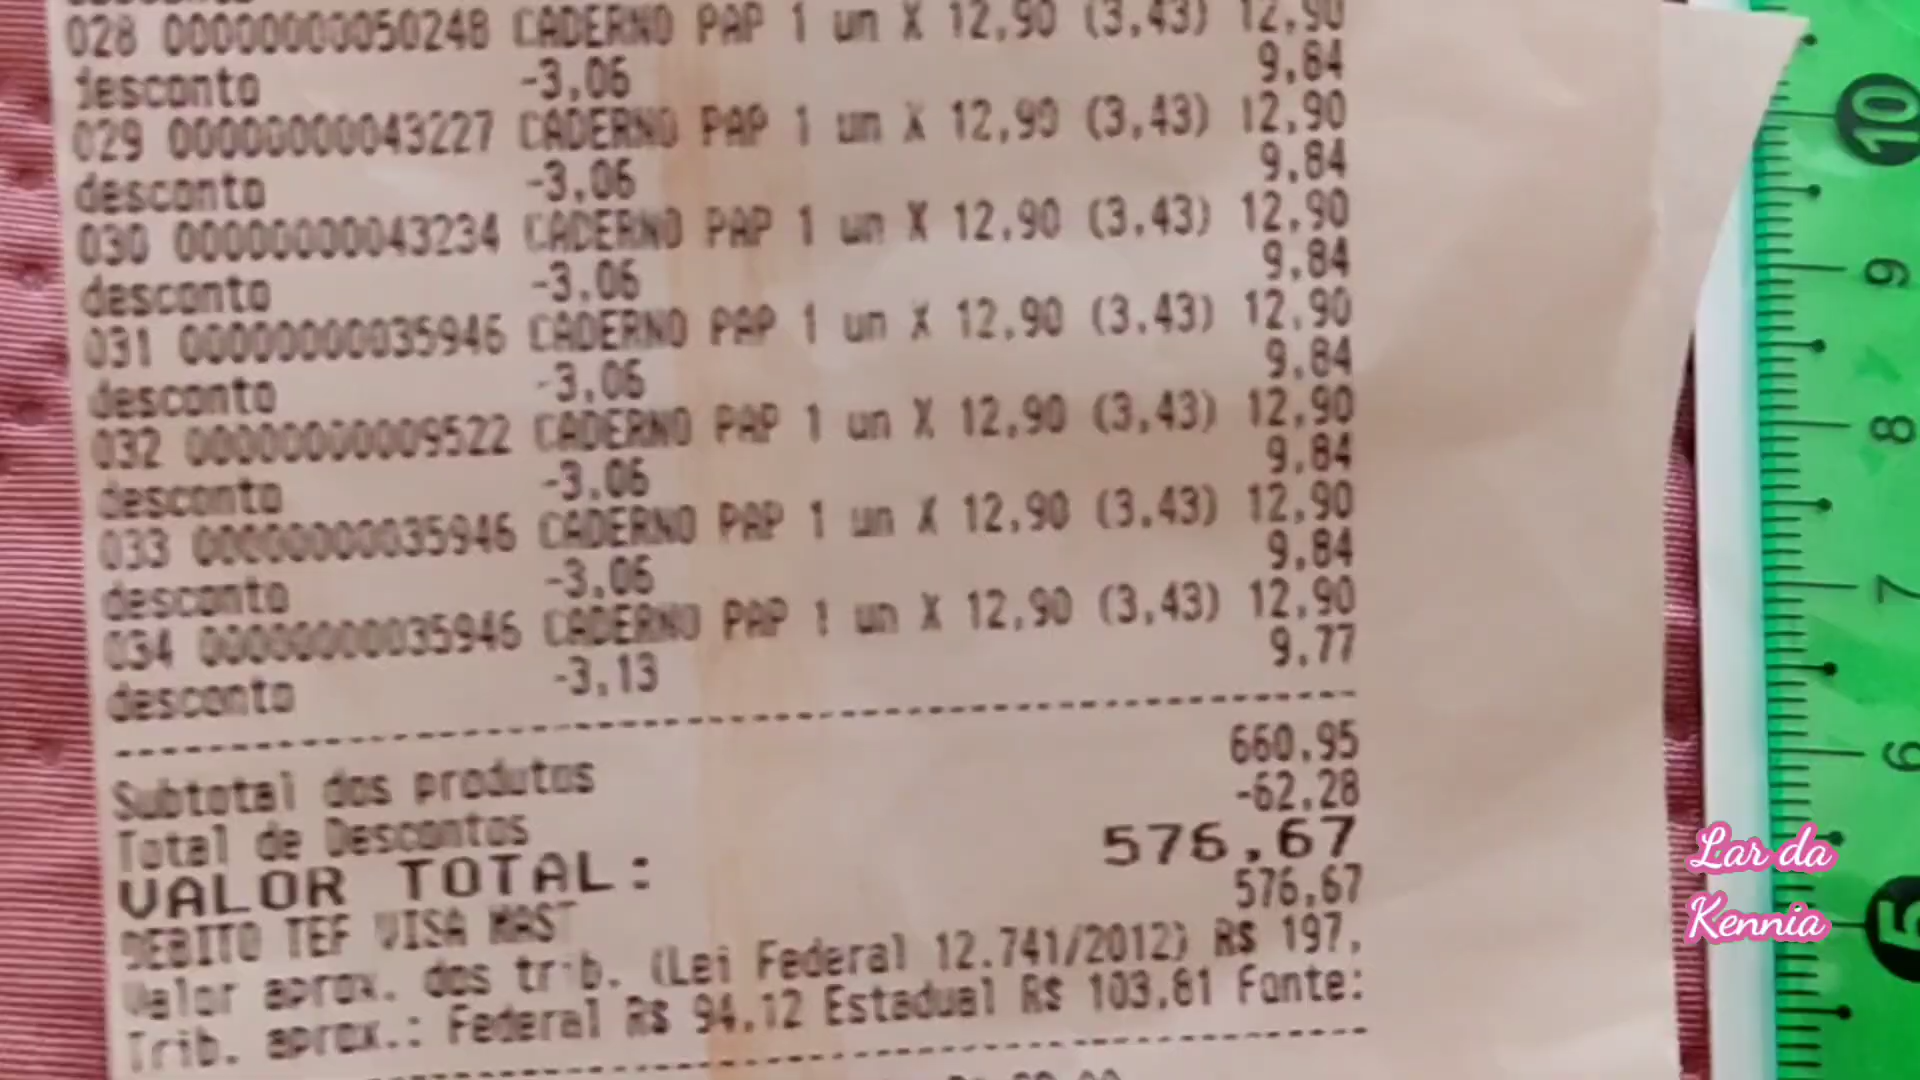 028 00000000050248 CADERNO PAP 1 un X 12,90 (3,43) 12,90
desconto -3,06 9,84
029 00000000043227 CADERNO PAP 1 un X 12,90 (3,43) 12,90
desconto -3,06 9,84
030 00000000043234 CADERNO PAP 1 un X 12,90 (3,43) 12,90
desconto -3,06 9,84
031 00000000035946 CADERNO PAP 1 un X 12,90 (3,43) 12,90
desconto -3,06 9,84
032 00000000009522 CADERNO PAP 1 un X 12,90 (3,43) 12,90
desconto -3,06 9,84
033 00000000035946 CADERNO PAP 1 un X 12,90 (3,43) 12,90
desconto -3,06 9,84
034 00000000035946 CADERNO PAP 1 un X 12,90 (3,43) 12,90
desconto -3,13 9,77
Subtotal dos produtos 660,95
Total de Descontos -62,28
VALOR TOTAL: 576,67
DEBITO TEF VISA MAST 576,67
Valor aprox. dos trib. (Lei Federal 12.741/2012) R$ 197,
Trib. aprox.: Federal R$ 94,12 Estadual R$ 103,81 Fonte:
10
9
8
7
6
5
Lar da
Kennia